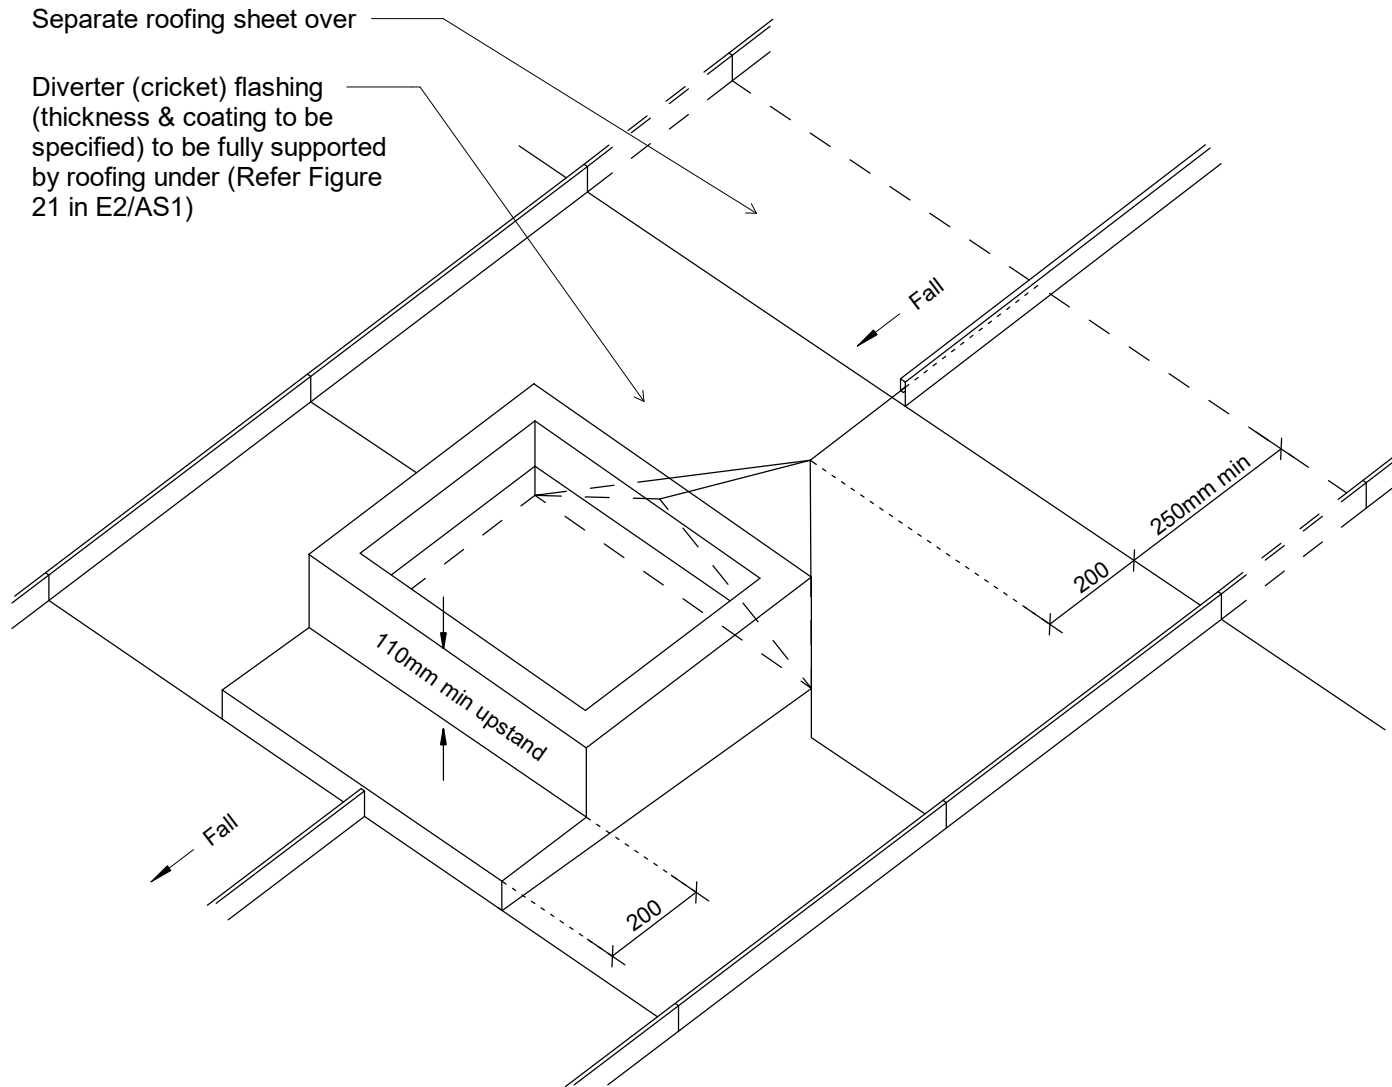 Separate roofing sheet over
Diverter (cricket) flashing
(thickness & coating to be
specified) to be fully supported
by roofing under (Refer Figure
21 in E2/AS1)
Fall
250mm min
200
110mm min upstand
Fall
200